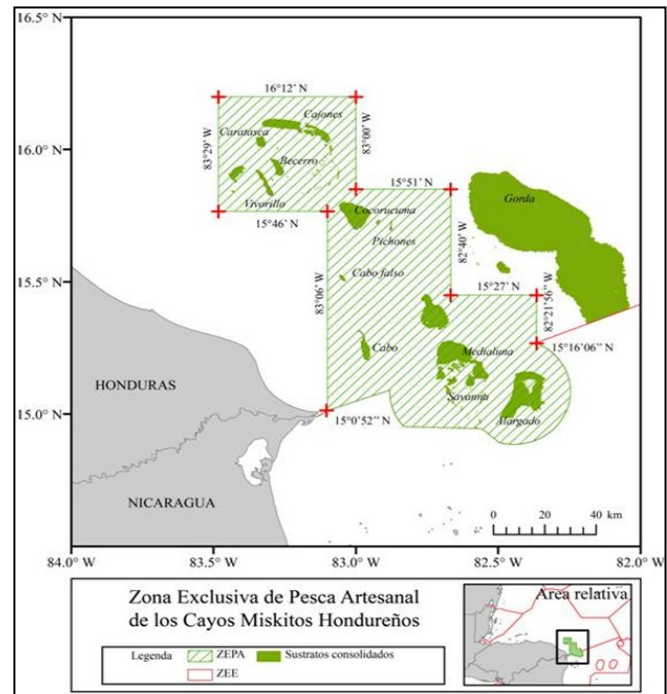 16.5° N
16.0° N
15.5° N
15.0° N
16°12' N
83°29' W
83°00' W
Cajones
Caratasca
Becerro
Vivorillo
15°46' N
15°51' N
Gorda
Cocorucuma
Pichones
82°40' W
Cabo falso
15°27' N
83°06' W
82°21'56'' W
Cabo
Medialuna
15°16'06'' N
Savanna
Alargado
15°0'52'' N
HONDURAS
NICARAGUA
0 10 20 40 km
84.0° W 83.5° W 83.0° W 82.5° W 82.0° W
Zona Exclusiva de Pesca Artesanal
de los Cayos Miskitos Hondureños
Legenda: ZEPA Sustratos consolidados
ZEE
Área relativa